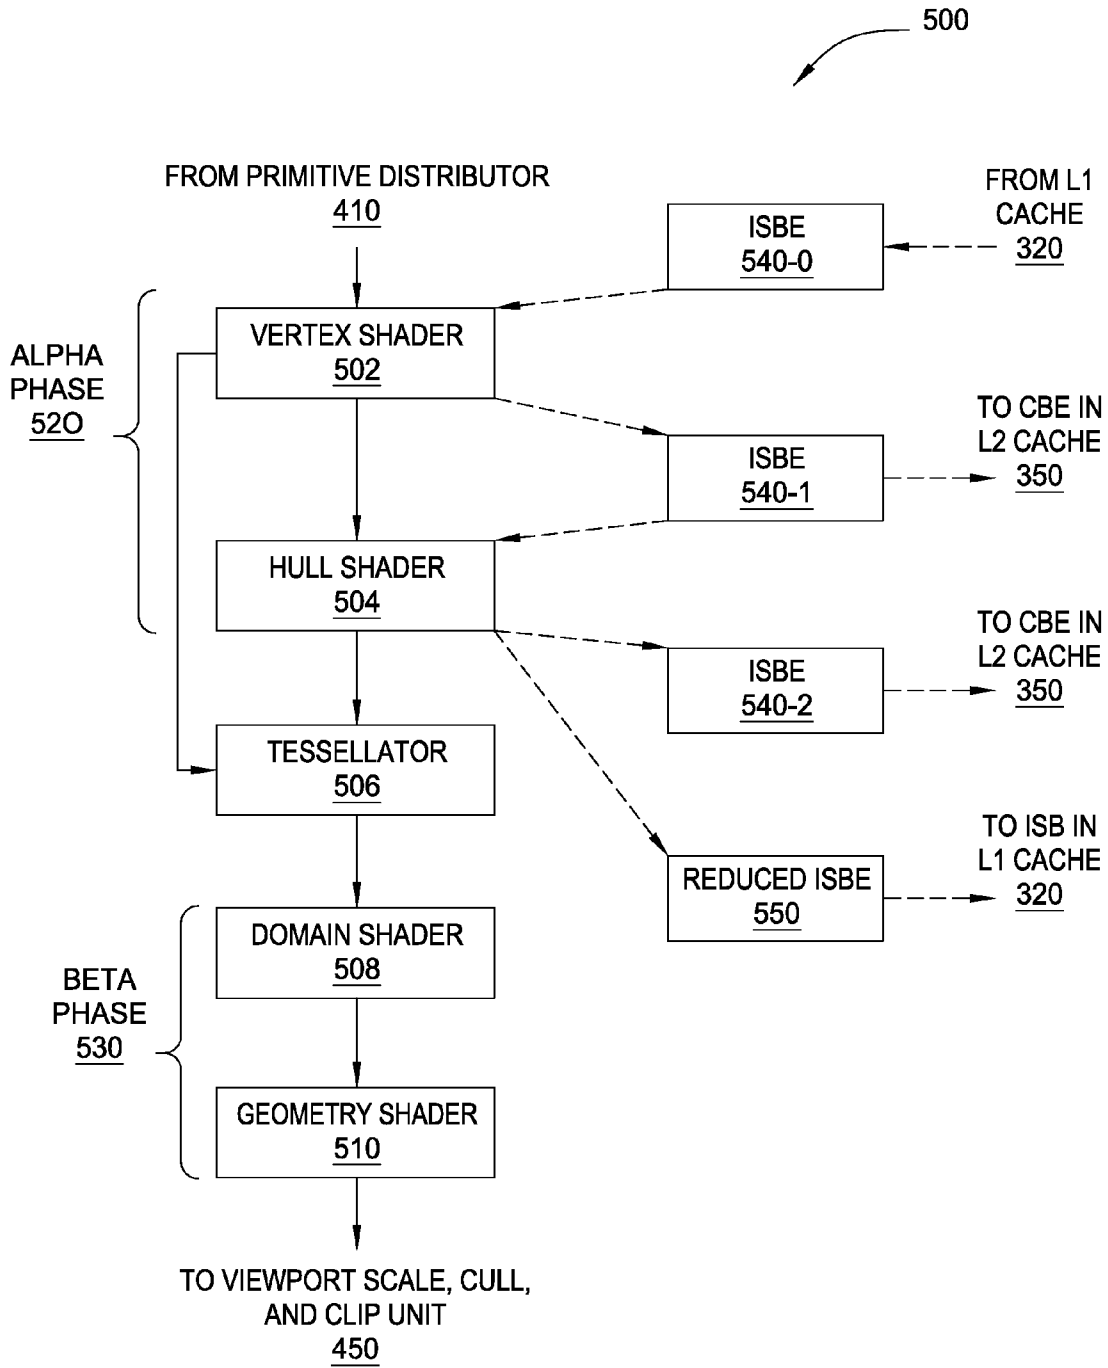 500
FROM PRIMITIVE DISTRIBUTOR
410
FROM L1
CACHE
320
ISBE
540-0
VERTEX SHADER
502
ALPHA
PHASE
520
TO CBE IN
L2 CACHE
350
ISBE
540-1
HULL SHADER
504
TO CBE IN
L2 CACHE
350
ISBE
540-2
TESSELLATOR
506
TO ISB IN
L1 CACHE
320
REDUCED ISBE
550
DOMAIN SHADER
508
BETA
PHASE
530
GEOMETRY SHADER
510
TO VIEWPORT SCALE, CULL,
AND CLIP UNIT
450